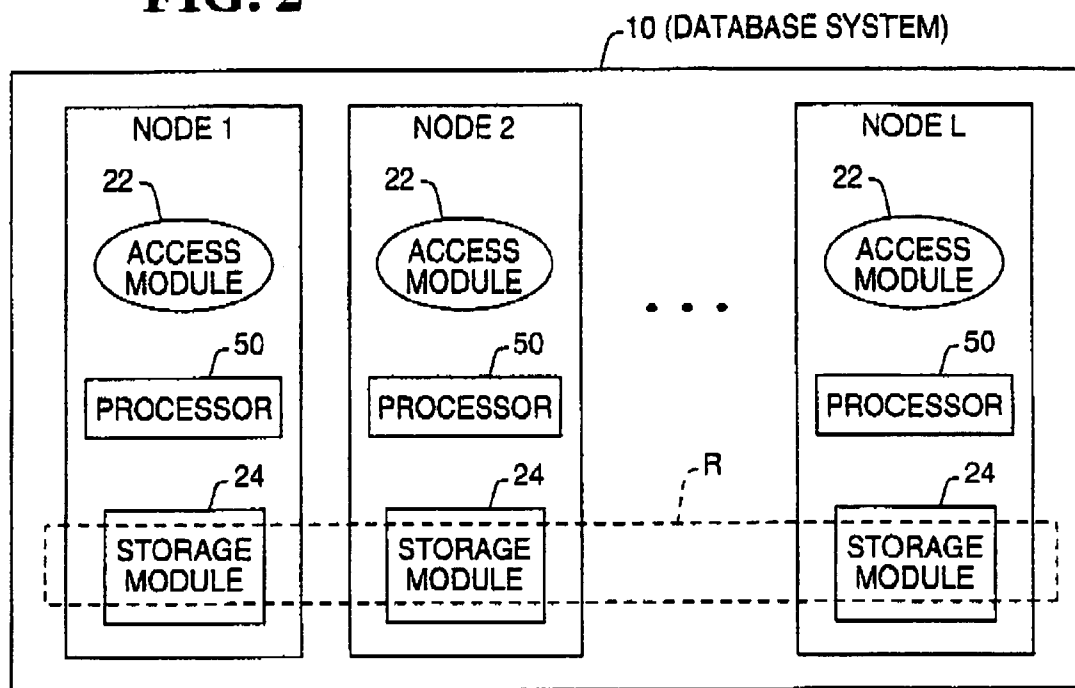 FIG. 2
10 (DATABASE SYSTEM)
NODE 1
NODE 2
NODE L
22
22
22
ACCESS
MODULE
ACCESS
MODULE
• • •
ACCESS
MODULE
50
50
50
PROCESSOR
PROCESSOR
PROCESSOR
R
24
24
24
STORAGE
MODULE
STORAGE
MODULE
STORAGE
MODULE